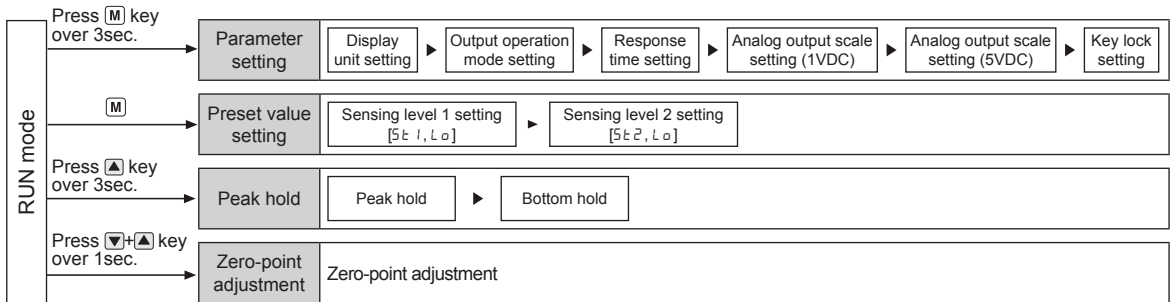 RUN mode
Press M key
over 3sec.
Parameter
setting
Display
unit setting
Output operation
mode setting
Response
time setting
Analog output scale
setting (1VDC)
Analog output scale
setting (5VDC)
Key lock
setting
M
Preset value
setting
Sensing level 1 setting
[St1, Lo]
Sensing level 2 setting
[St2, Lo]
Press ▲ key
over 3sec.
Peak hold
Peak hold
Bottom hold
Press ▼+▲ key
over 1sec.
Zero-point
adjustment
Zero-point adjustment